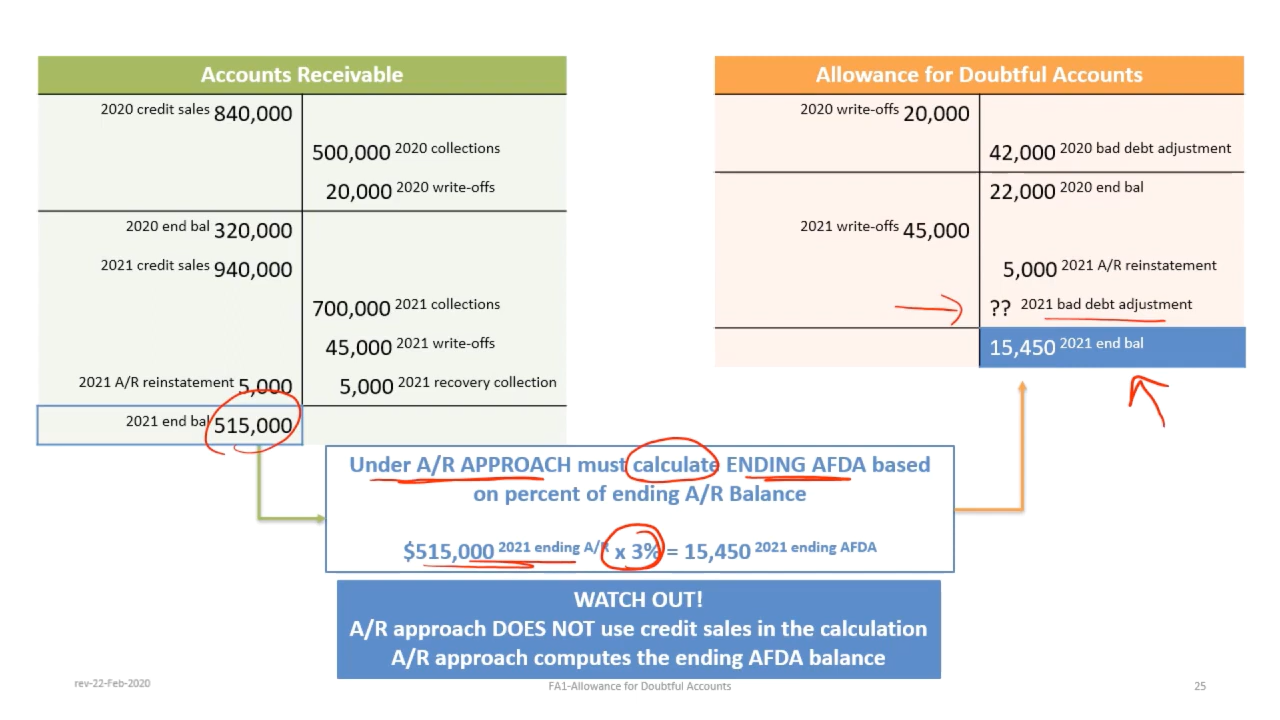 Accounts Receivable
2020 credit sales 840,000
500,000 2020 collections
20,000 2020 write-offs
2020 end bal 320,000
2021 credit sales 940,000
700,000 2021 collections
45,000 2021 write-offs
2021 A/R reinstatement 5,000
5,000 2021 recovery collection
2021 end bal 515,000
Allowance for Doubtful Accounts
2020 write-offs 20,000
42,000 2020 bad debt adjustment
22,000 2020 end bal
2021 write-offs 45,000
5,000 2021 A/R reinstatement
?? 2021 bad debt adjustment
15,450 2021 end bal
Under A/R APPROACH must calculate ENDING AFDA based
on percent of ending A/R Balance
$515,000 2021 ending A/R x 3% = 15,450 2021 ending AFDA
WATCH OUT!
A/R approach DOES NOT use credit sales in the calculation
A/R approach computes the ending AFDA balance
rev-22-Feb-2020
FA1-Allowance for Doubtful Accounts
25